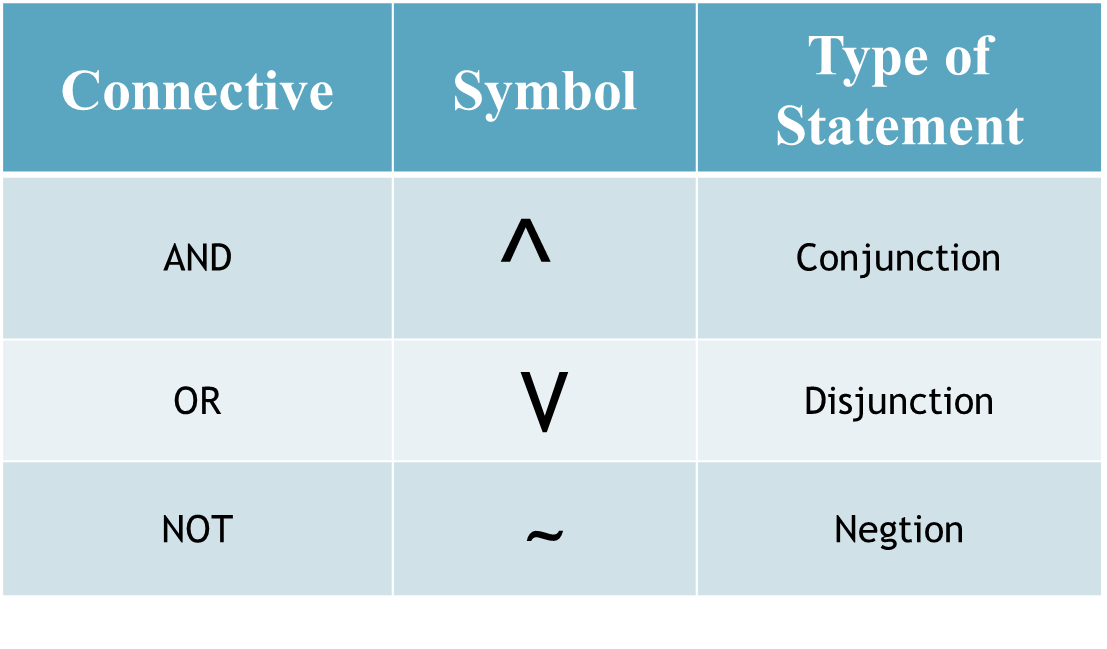 Connective Symbol Type of
Statement
AND ^ Conjunction
OR V Disjunction
NOT ~ Negtion